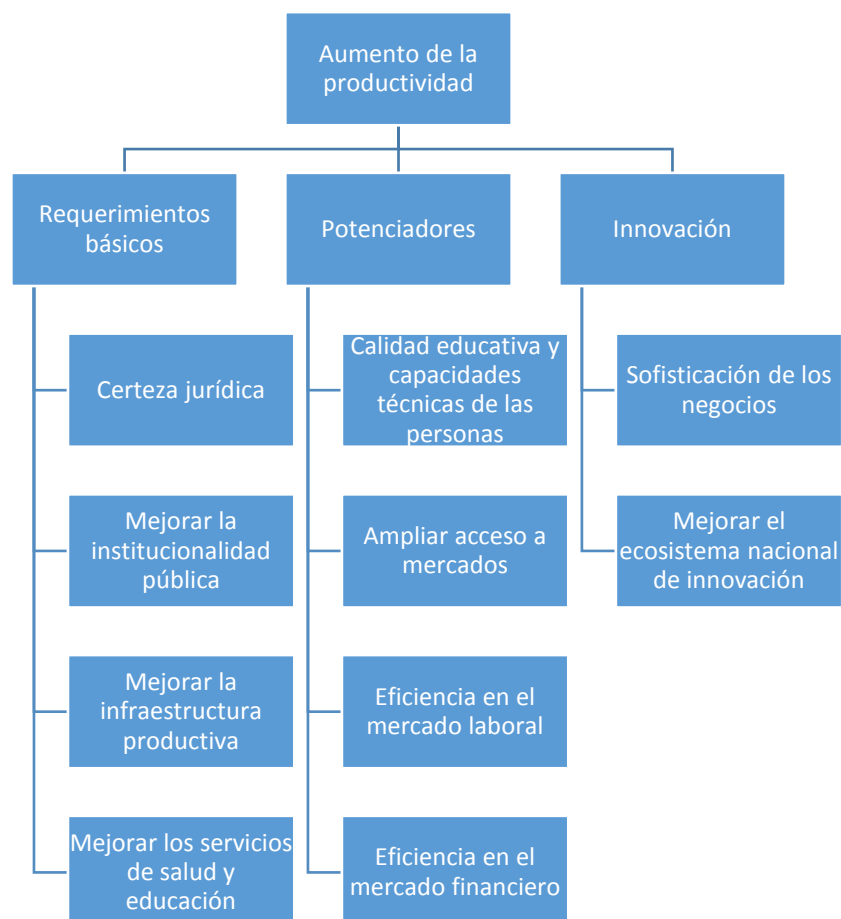 Aumento de la
productividad
Requerimientos
básicos
Potenciadores
Innovación
Certeza jurídica
Mejorar la
institucionalidad
pública
Mejorar la
infraestructura
productiva
Mejorar los servicios
de salud y
educación
Calidad educativa y
capacidades
técnicas de las
personas
Ampliar acceso a
mercados
Eficiencia en el
mercado laboral
Eficiencia en el
mercado financiero
Sofisticación de los
negocios
Mejorar el
ecosistema nacional
de innovación